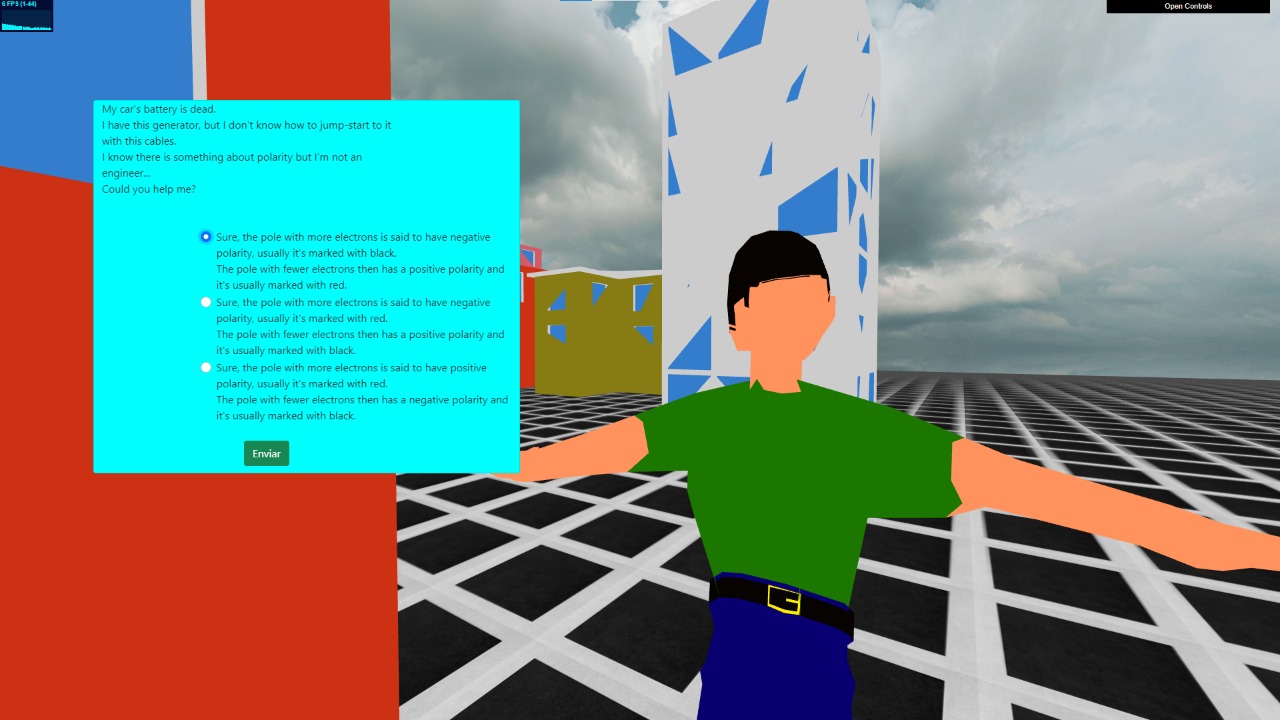 6 FPS (1-44)
Open Controls
My car's battery is dead.
I have this generator, but I don't know how to jump-start to it
with this cables.
I know there is something about polarity but I'm not an
engineer...
Could you help me?
Sure, the pole with more electrons is said to have negative
polarity, usually it's marked with black.
The pole with fewer electrons then has a positive polarity and
it's usually marked with red.
Sure, the pole with more electrons is said to have negative
polarity, usually it's marked with red.
The pole with fewer electrons then has a positive polarity and
it's usually marked with black.
Sure, the pole with more electrons is said to have positive
polarity, usually it's marked with red.
The pole with fewer electrons then has a negative polarity and
it's usually marked with black.
Enviar